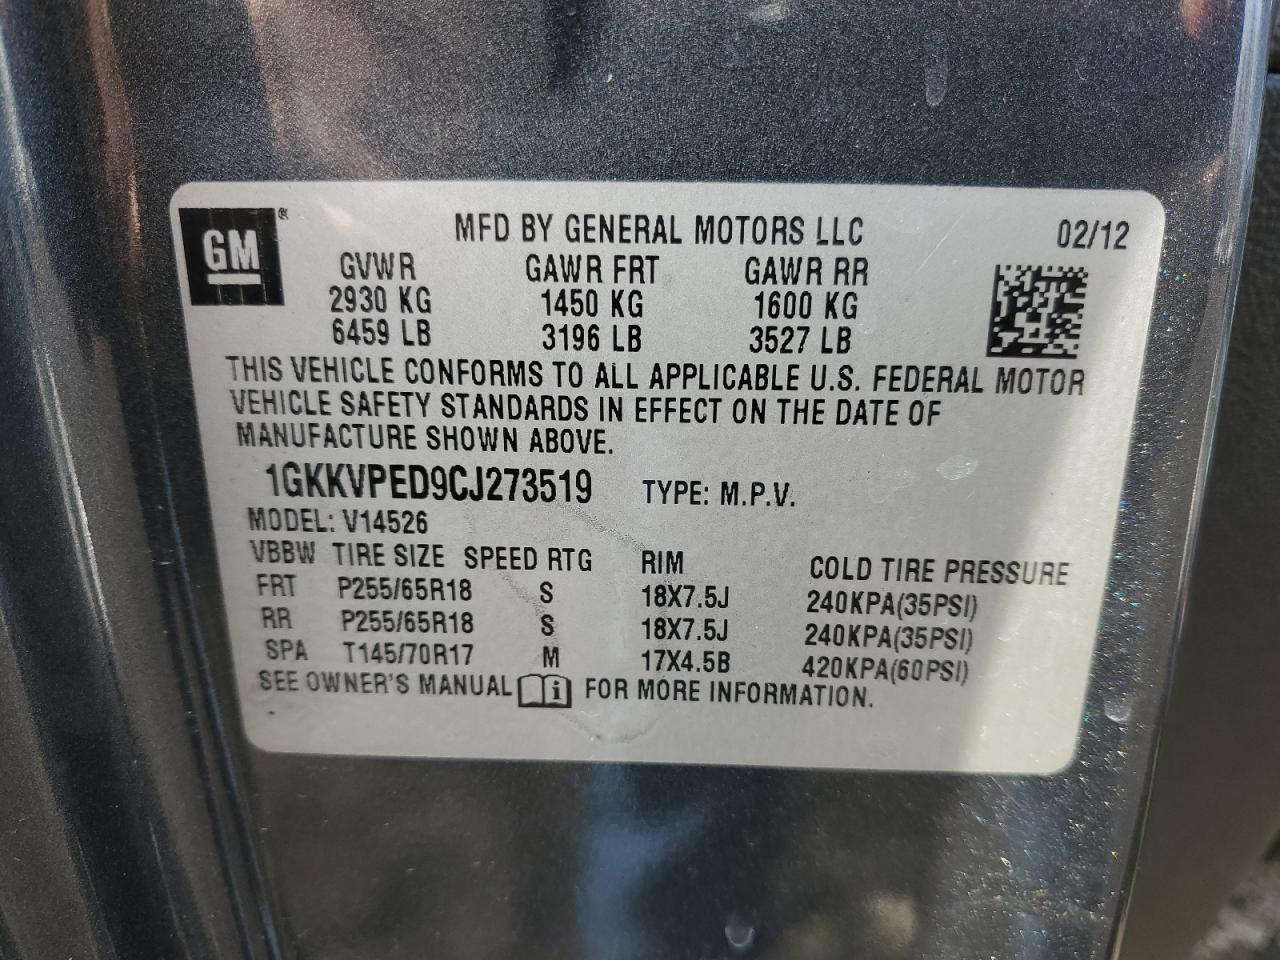 GM ®
MFD BY GENERAL MOTORS LLC 02/12
GVWR GAWR FRT GAWR RR
2930 KG 1450 KG 1600 KG
6459 LB 3196 LB 3527 LB
THIS VEHICLE CONFORMS TO ALL APPLICABLE U.S. FEDERAL MOTOR
VEHICLE SAFETY STANDARDS IN EFFECT ON THE DATE OF
MANUFACTURE SHOWN ABOVE.
1GKKVPED9CJ273519 TYPE: M.P.V.
MODEL: V14526
VBBW TIRE SIZE SPEED RTG RIM COLD TIRE PRESSURE
FRT P255/65R18 S 18X7.5J 240KPA(35PSI)
RR P255/65R18 S 18X7.5J 240KPA(35PSI)
SPA T145/70R17 M 17X4.5B 420KPA(60PSI)
SEE OWNER'S MANUAL i FOR MORE INFORMATION.